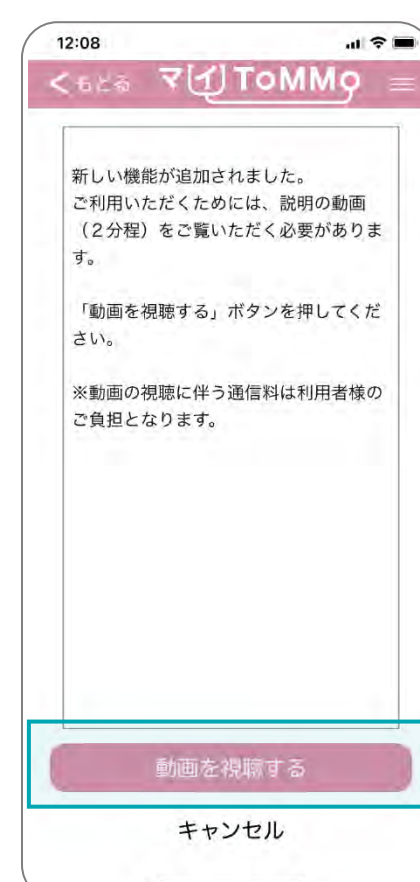 12:08
もどる マイToMMo
新しい機能が追加されました。
ご利用いただくためには、説明の動画
（２分程）をご覧いただく必要がありま
す。
「動画を視聴する」ボタンを押してくだ
さい。
※動画の視聴に伴う通信料は利用者様の
ご負担となります。
動画を視聴する
キャンセル